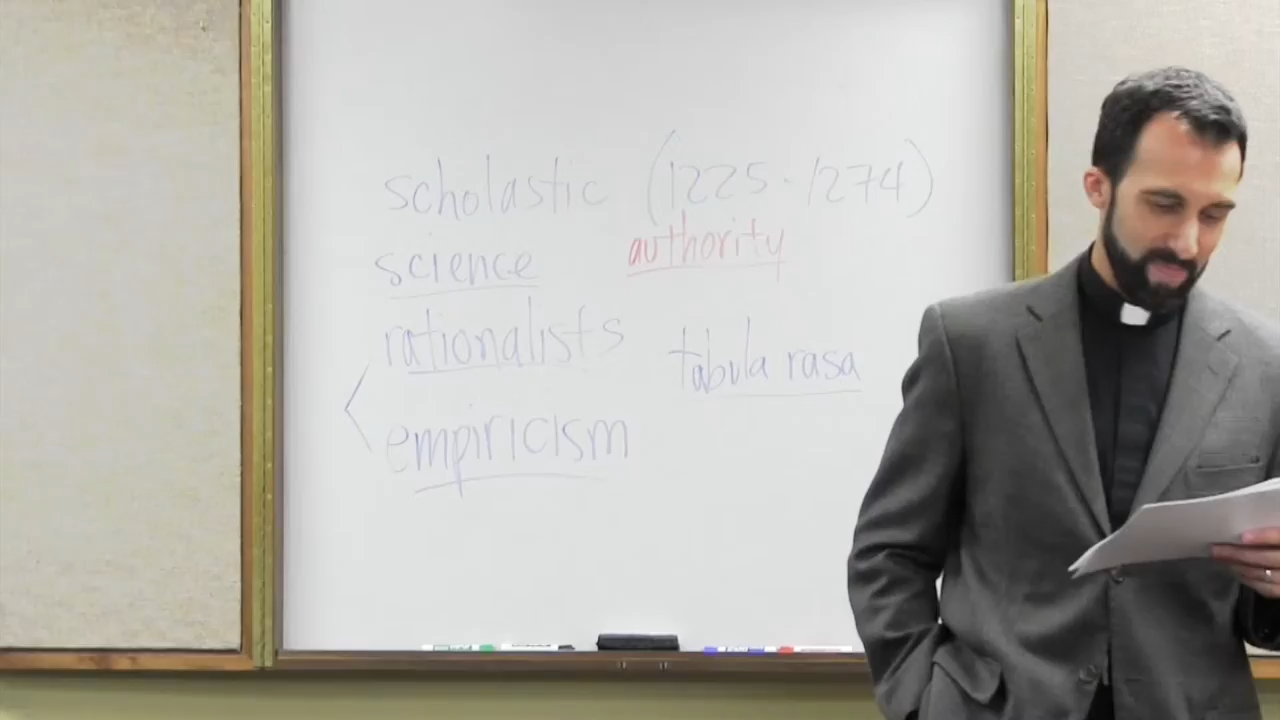 scholastic (1225 - 1274)
science authority
rationalists tabula rasa
empiricism